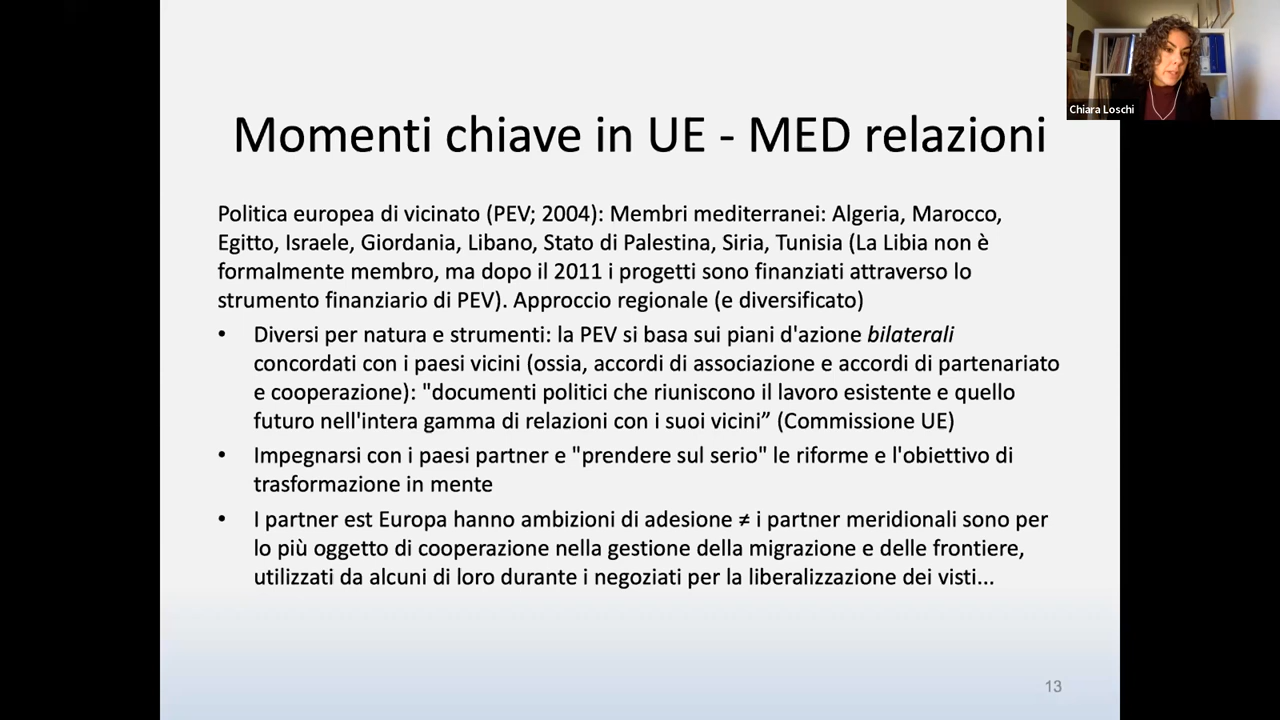 Chiara Loschi
Momenti chiave in UE - MED relazioni
Politica europea di vicinato (PEV; 2004): Membri mediterranei: Algeria, Marocco,
Egitto, Israele, Giordania, Libano, Stato di Palestina, Siria, Tunisia (La Libia non è
formalmente membro, ma dopo il 2011 i progetti sono finanziati attraverso lo
strumento finanziario di PEV). Approccio regionale (e diversificato)
• Diversi per natura e strumenti: la PEV si basa sui piani d'azione bilaterali
concordati con i paesi vicini (ossia, accordi di associazione e accordi di partenariato
e cooperazione): "documenti politici che riuniscono il lavoro esistente e quello
futuro nell'intera gamma di relazioni con i suoi vicini” (Commissione UE)
• Impegnarsi con i paesi partner e "prendere sul serio" le riforme e l'obiettivo di
trasformazione in mente
• I partner est Europa hanno ambizioni di adesione ≠ i partner meridionali sono per
lo più oggetto di cooperazione nella gestione della migrazione e delle frontiere,
utilizzati da alcuni di loro durante i negoziati per la liberalizzazione dei visti...
13